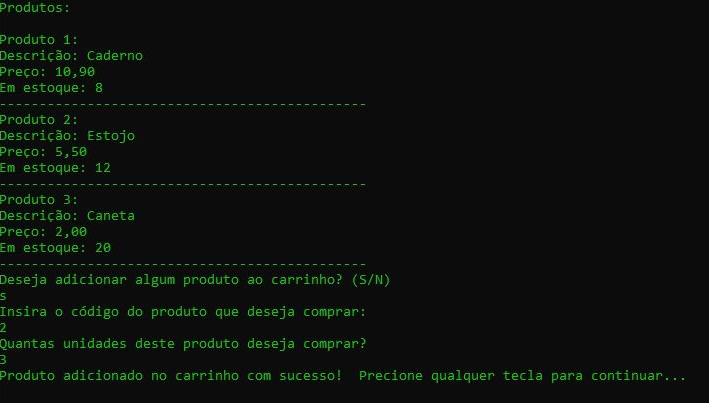 Produtos:
Produto 1:
Descrição: Caderno
Preço: 10,90
Em estoque: 8
----------------------------------------------
Produto 2:
Descrição: Estojo
Preço: 5,50
Em estoque: 12
----------------------------------------------
Produto 3:
Descrição: Caneta
Preço: 2,00
Em estoque: 20
----------------------------------------------
Deseja adicionar algum produto ao carrinho? (S/N)
s
Insira o código do produto que deseja comprar:
2
Quantas unidades deste produto deseja comprar?
3
Produto adicionado no carrinho com sucesso!  Precione qualquer tecla para continuar...